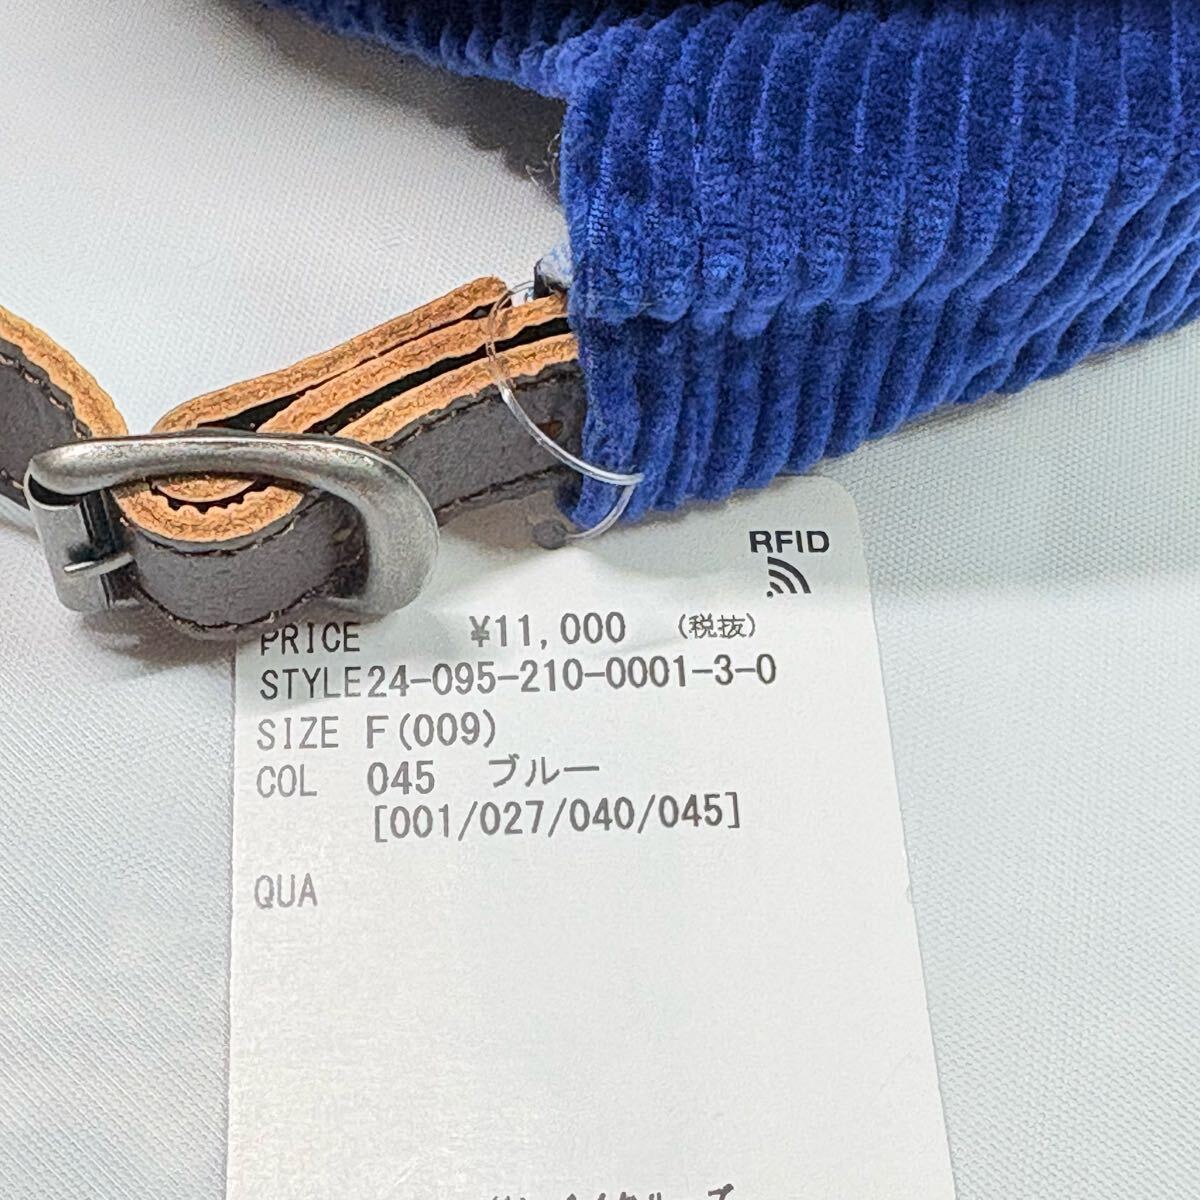 RFID
PRICE ¥11,000 (税抜)
STYLE24-095-210-0001-3-0
SIZE F(009)
COL 045 ブルー
[001/027/040/045]
QUA